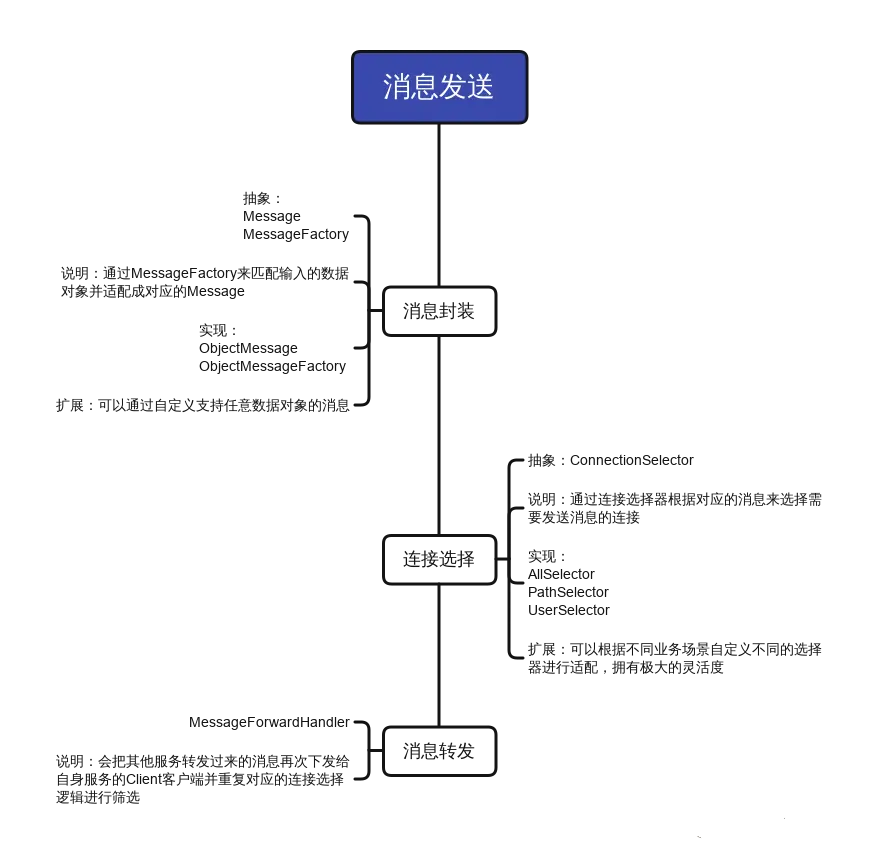 消息发送
抽象：
Message
MessageFactory
说明：通过MessageFactory来匹配输入的数据
对象并适配成对应的Message
消息封装
实现：
ObjectMessage
ObjectMessageFactory
扩展：可以通过自定义支持任意数据对象的消息
抽象：ConnectionSelector
说明：通过连接选择器根据对应的消息来选择需
要发送消息的连接
连接选择
实现：
AllSelector
PathSelector
UserSelector
扩展：可以根据不同业务场景自定义不同的选择
器进行适配，拥有极大的灵活度
MessageForwardHandler
消息转发
说明：会把其他服务转发过来的消息再次下发给
自身服务的Client客户端并重复对应的连接选择
逻辑进行筛选